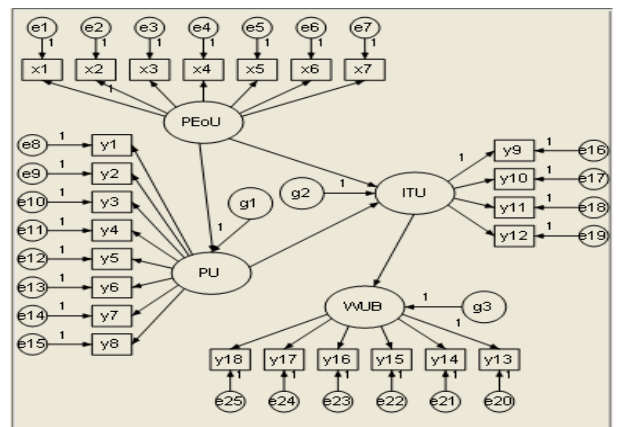 e1 e2 e3 e4 e5 e6 e7
1 1 1 1 1 1 1
x1 x2 x3 x4 x5 x6 x7
1
PEoU
e8 1 y1
e9 1 y2
e10 1 y3
e11 1 y4
e12 1 y5
e13 1 y6
e14 1 y7
e15 1 y8
g1
1
PU
g2 1 ITU
1 y9 1 e16
y10 1 e17
y11 1 e18
y12 1 e19
WUB 1 g3
1
y18 y17 y16 y15 y14 y13
1 1 1 1 1 1
e25 e24 e23 e22 e21 e20